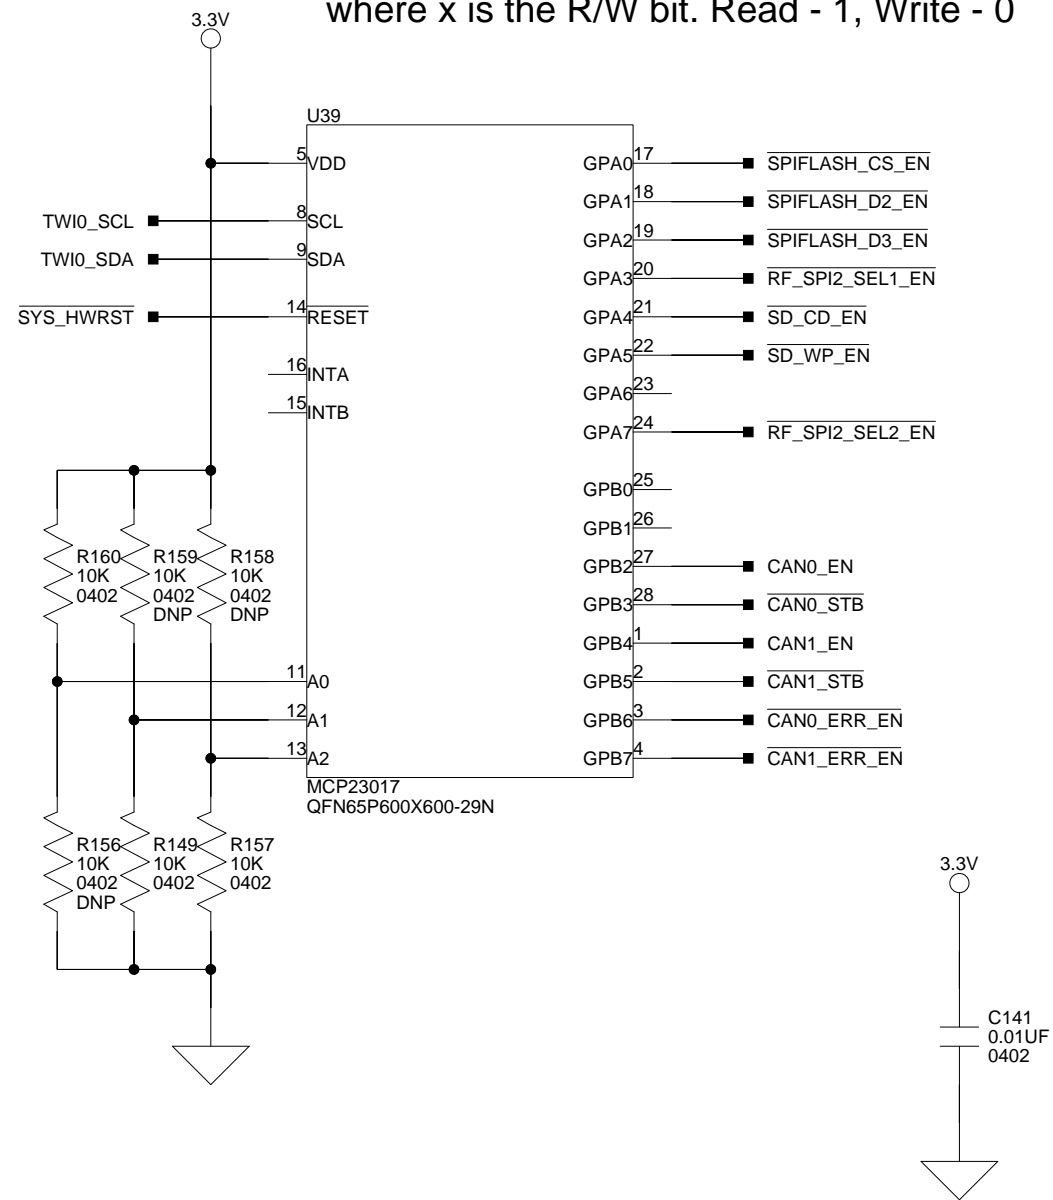 where x is the R/W bit. Read - 1, Write - 0
3.3V
U39
5 VDD
GPA0 17 SPIFLASH_CS_EN
GPA1 18 SPIFLASH_D2_EN
TWI0_SCL 8 SCL
GPA2 19 SPIFLASH_D3_EN
TWI0_SDA 9 SDA
GPA3 20 RF_SPI2_SEL1_EN
SYS_HWRST 14 RESET
GPA4 21 SD_CD_EN
GPA5 22 SD_WP_EN
16 INTA
GPA6 23
15 INTB
GPA7 24 RF_SPI2_SEL2_EN
GPB0 25
GPB1 26
R160
10K
0402
R159
10K
0402
DNP
R158
10K
0402
DNP
GPB2 27 CAN0_EN
GPB3 28 CAN0_STB
GPB4 1 CAN1_EN
11 A0
GPB5 2 CAN1_STB
12 A1
GPB6 3 CAN0_ERR_EN
13 A2
GPB7 4 CAN1_ERR_EN
MCP23017
QFN65P600X600-29N
R156
10K
0402
DNP
R149
10K
0402
R157
10K
0402
3.3V
C141
0.01UF
0402